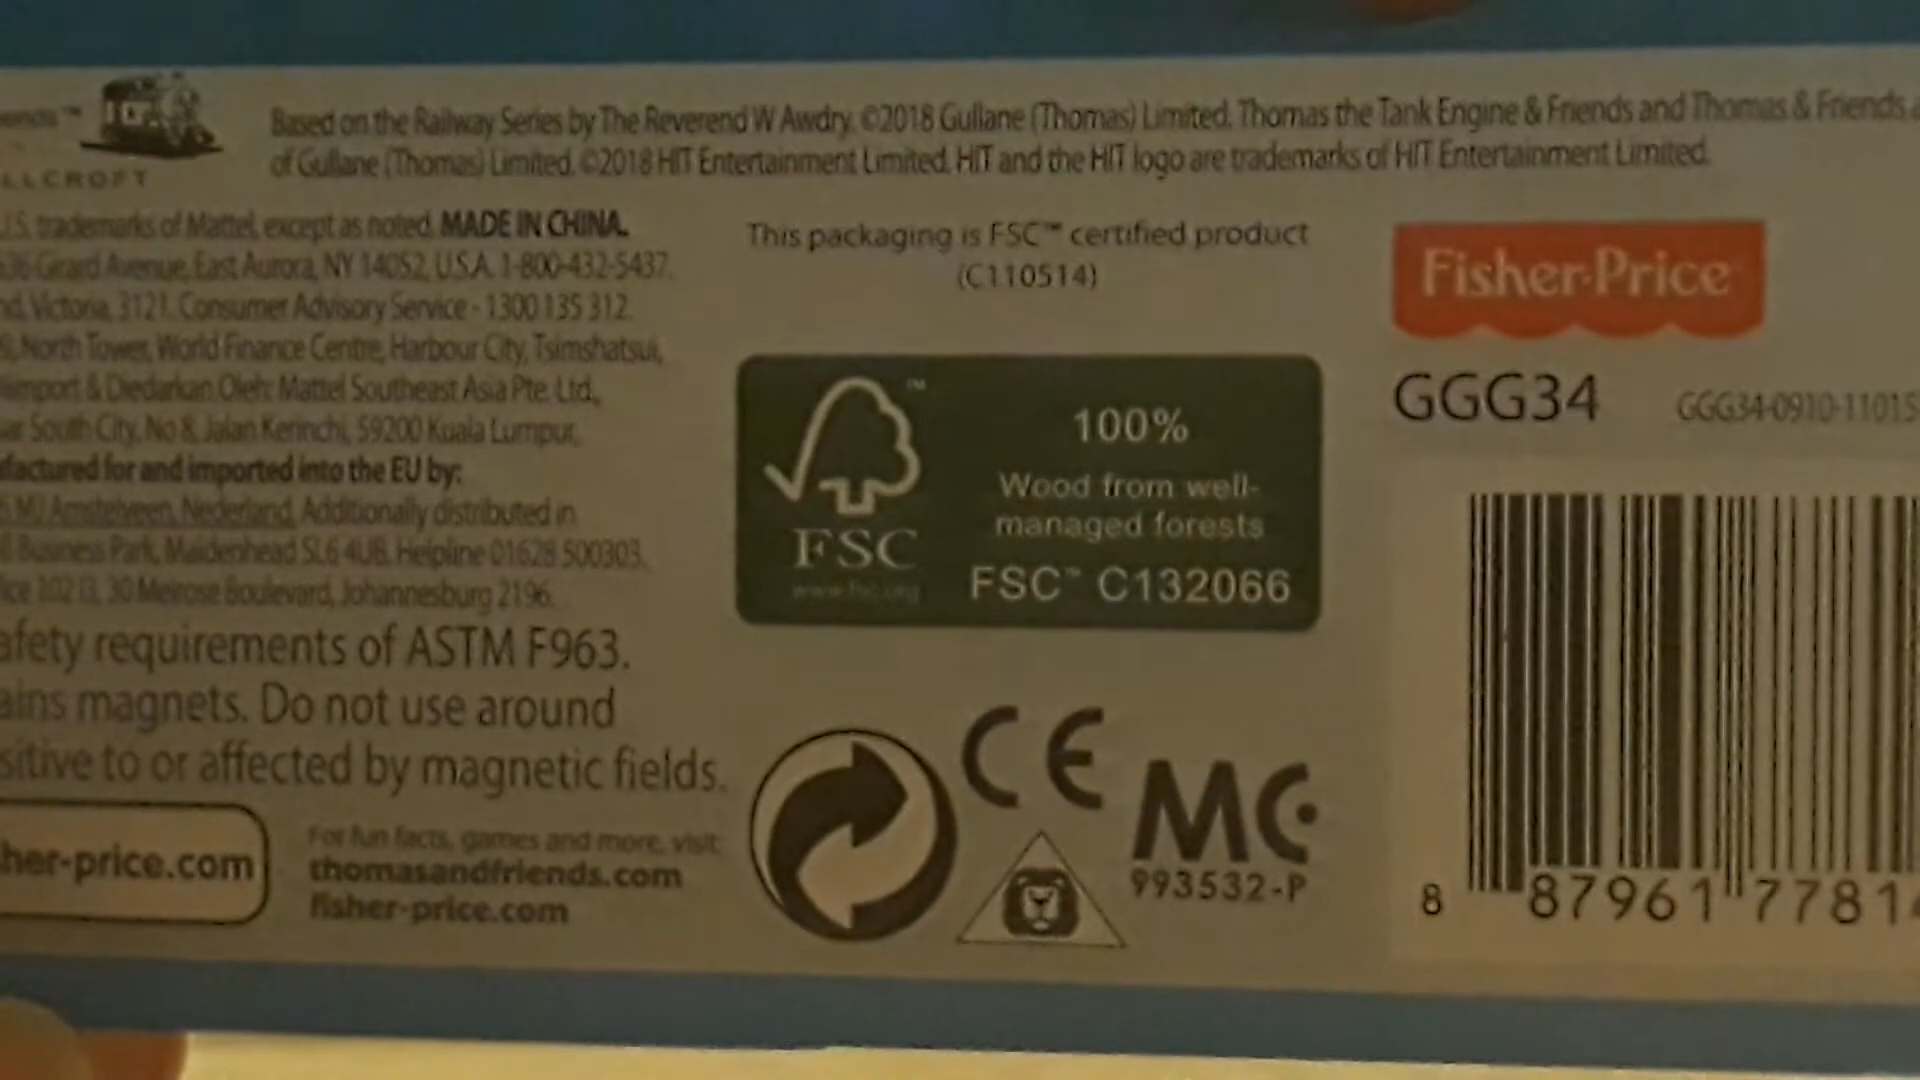 LLCROFT
Based on the Railway Series by The Reverend W Awdry. ©2018 Gullane (Thomas) Limited. Thomas the Tank Engine & Friends and Thomas & Friends
of Gullane (Thomas) Limited. ©2018 HIT Entertainment Limited. HIT and the HIT logo are trademarks of HIT Entertainment Limited.
U.S. trademarks of Mattel, except as noted. MADE IN CHINA.
636 Girard Avenue, East Aurora, NY 14052, U.S.A. 1-800-432-5437.
Victoria, 3121. Consumer Advisory Service - 1300 135 312.
North Tower, World Finance Centre, Harbour City, Tsimshatsui,
& Diedarkan Oleh: Mattel Southeast Asia Pte. Ltd.,
South City, No 8, Jalan Kerinchi, 59200 Kuala Lumpur,
factured for and imported into the EU by:
MJ Amstelveen, Nederland. Additionally distributed in
Business Park, Maidenhead SL6 4UB. Helpline 01628 500303.
30 Melrose Boulevard, Johannesburg 2196.
afety requirements of ASTM F963.
ains magnets. Do not use around
sitive to or affected by magnetic fields.
her-price.com
For fun facts, games and more, visit:
thomasandfriends.com
fisher-price.com
This packaging is FSC™ certified product
(C110514)
™
FSC
www.fsc.org
100%
Wood from well-
managed forests
FSC™ C132066
CE
MC
993532-P
Fisher-Price
GGG34 GGG34-0910-11015
8 87961 7781